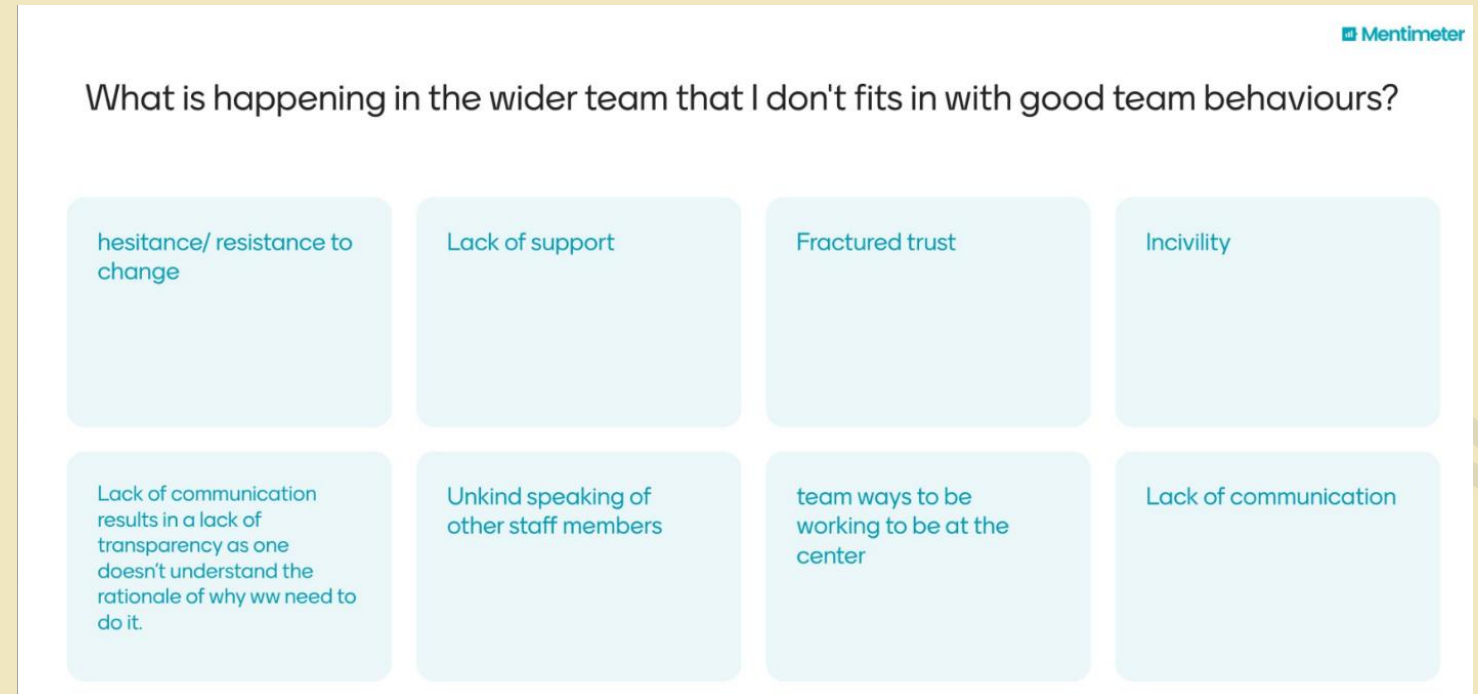 Mentimeter
What is happening in the wider team that I don't fits in with good team behaviours?
hesitance/ resistance to
change
Lack of support
Fractured trust
Incivility
Lack of communication
results in a lack of
transparency as one
doesn't understand the
rationale of why ww need to
do it.
Unkind speaking of
other staff members
team ways to be
working to be at the
center
Lack of communication